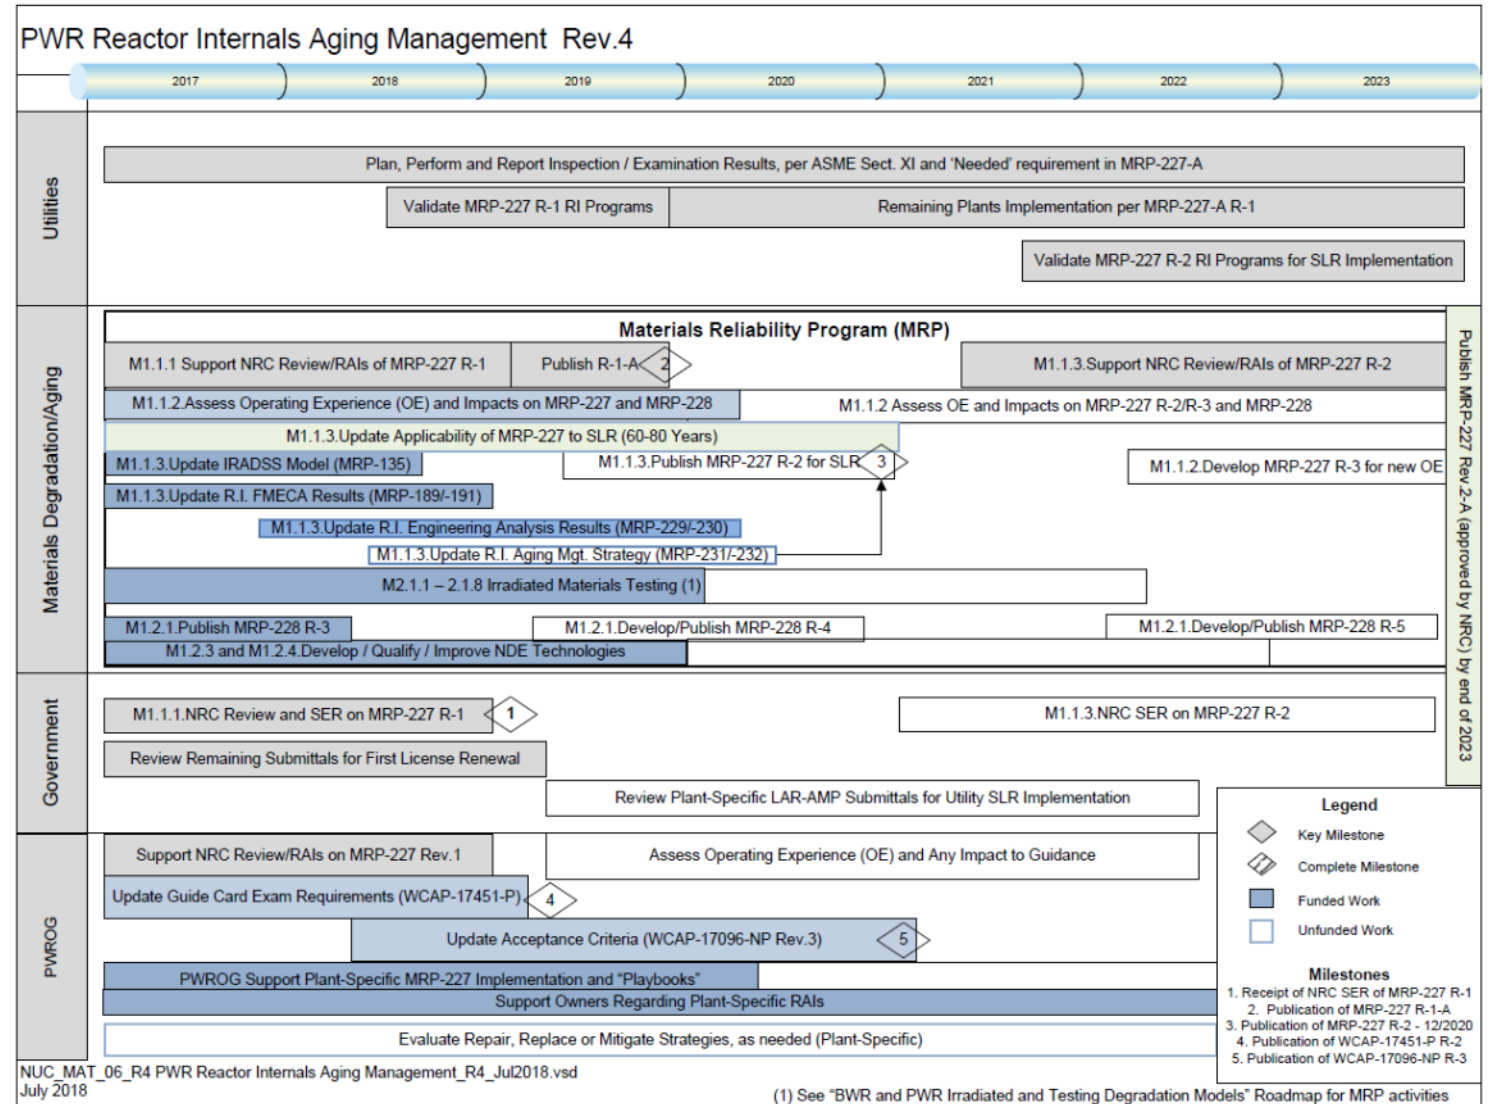 PWR Reactor Internals Aging Management  Rev.4
2017
2018
2019
2020
2021
2022
2023
Utilities
Plan, Perform and Report Inspection / Examination Results, per ASME Sect. XI and ‘Needed’ requirement in MRP-227-A
Validate MRP-227 R-1 RI Programs
Remaining Plants Implementation per MRP-227-A R-1
Validate MRP-227 R-2 RI Programs for SLR Implementation
Materials Degradation/Aging
Materials Reliability Program (MRP)
M1.1.1 Support NRC Review/RAIs of MRP-227 R-1
Publish R-1-A
2
M1.1.3.Support NRC Review/RAIs of MRP-227 R-2
M1.1.2.Assess Operating Experience (OE) and Impacts on MRP-227 and MRP-228
M1.1.2 Assess OE and Impacts on MRP-227 R-2/R-3 and MRP-228
M1.1.3.Update Applicability of MRP-227 to SLR (60-80 Years)
M1.1.3.Update IRADSS Model (MRP-135)
M1.1.3.Publish MRP-227 R-2 for SLR
3
M1.1.2.Develop MRP-227 R-3 for new OE
M1.1.3.Update R.I. FMECA Results (MRP-189/-191)
M1.1.3.Update R.I. Engineering Analysis Results (MRP-229/-230)
M1.1.3.Update R.I. Aging Mgt. Strategy (MRP-231/-232)
M2.1.1 – 2.1.8 Irradiated Materials Testing (1)
M1.2.1.Publish MRP-228 R-3
M1.2.1.Develop/Publish MRP-228 R-4
M1.2.1.Develop/Publish MRP-228 R-5
M1.2.3 and M1.2.4.Develop / Qualify / Improve NDE Technologies
Publish MRP-227 Rev.2-A (approved by NRC) by end of 2023
Government
M1.1.1.NRC Review and SER on MRP-227 R-1
1
M1.1.3.NRC SER on MRP-227 R-2
Review Remaining Submittals for First License Renewal
Review Plant-Specific LAR-AMP Submittals for Utility SLR Implementation
PWROG
Support NRC Review/RAIs on MRP-227 Rev.1
Assess Operating Experience (OE) and Any Impact to Guidance
Update Guide Card Exam Requirements (WCAP-17451-P)
4
Update Acceptance Criteria (WCAP-17096-NP Rev.3)
5
PWROG Support Plant-Specific MRP-227 Implementation and “Playbooks”
Support Owners Regarding Plant-Specific RAIs
Evaluate Repair, Replace or Mitigate Strategies, as needed (Plant-Specific)
Legend
Key Milestone
Complete Milestone
Funded Work
Unfunded Work
Milestones
1. Receipt of NRC SER of MRP-227 R-1
2. Publication of MRP-227 R-1-A
3. Publication of MRP-227 R-2 - 12/2020
4. Publication of WCAP-17451-P R-2
5. Publication of WCAP-17096-NP R-3
NUC_MAT_06_R4 PWR Reactor Internals Aging Management_R4_Jul2018.vsd
July 2018
(1) See “BWR and PWR Irradiated and Testing Degradation Models” Roadmap for MRP activities